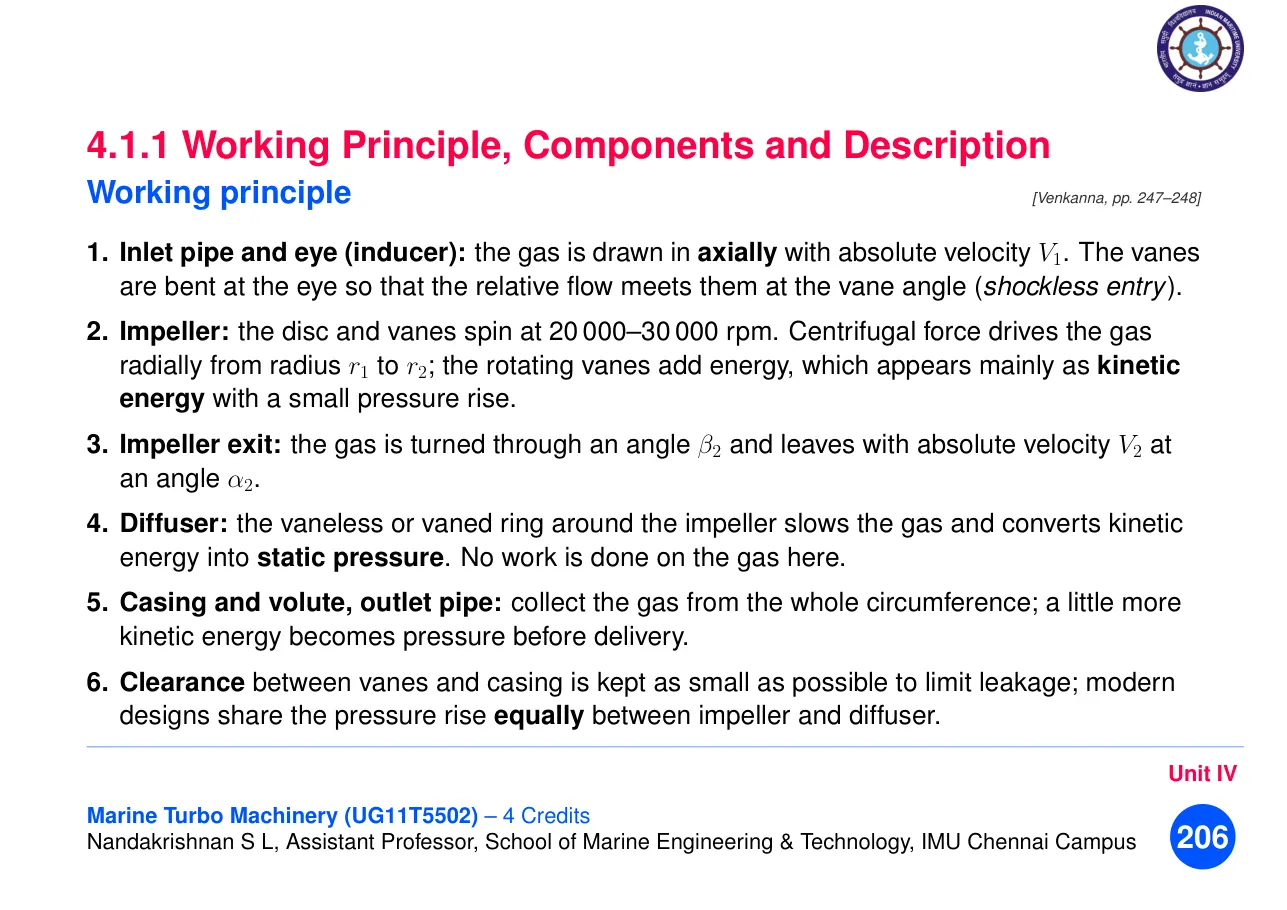 भारतीय समुद्री विश्वविद्यालय INDIAN MARITIME UNIVERSITY
4.1.1 Working Principle, Components and Description
Working principle [Venkanna, pp. 247–248]
1. Inlet pipe and eye (inducer): the gas is drawn in axially with absolute velocity V₁. The vanes
are bent at the eye so that the relative flow meets them at the vane angle (shockless entry).
2. Impeller: the disc and vanes spin at 20 000–30 000 rpm. Centrifugal force drives the gas
radially from radius r₁ to r₂; the rotating vanes add energy, which appears mainly as kinetic
energy with a small pressure rise.
3. Impeller exit: the gas is turned through an angle β₂ and leaves with absolute velocity V₂ at
an angle α₂.
4. Diffuser: the vaneless or vaned ring around the impeller slows the gas and converts kinetic
energy into static pressure. No work is done on the gas here.
5. Casing and volute, outlet pipe: collect the gas from the whole circumference; a little more
kinetic energy becomes pressure before delivery.
6. Clearance between vanes and casing is kept as small as possible to limit leakage; modern
designs share the pressure rise equally between impeller and diffuser.
Unit IV
Marine Turbo Machinery (UG11T5502) – 4 Credits
Nandakrishnan S L, Assistant Professor, School of Marine Engineering & Technology, IMU Chennai Campus
206